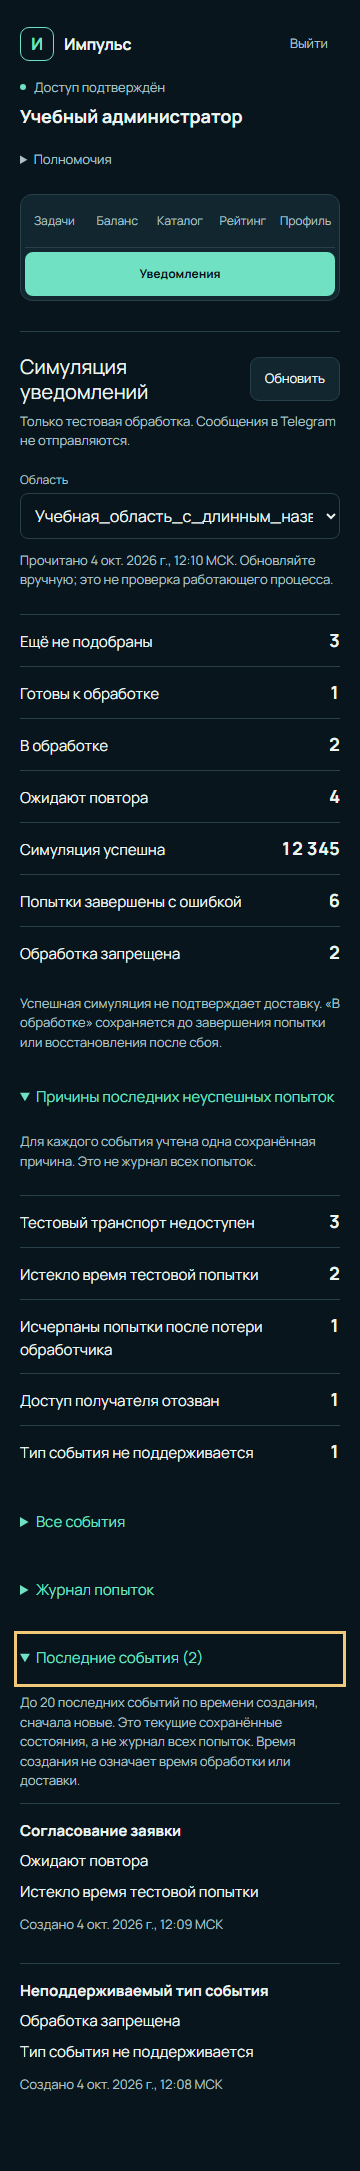 И Импульс Выйти
Доступ подтверждён
Учебный администратор
Полномочия
Задачи Баланс Каталог Рейтинг Профиль
Уведомления
Симуляция
уведомлений
Обновить
Только тестовая обработка. Сообщения в Telegram
не отправляются.
Область
Учебная_область_с_длинным_назв
Прочитано 4 окт. 2026 г., 12:10 МСК. Обновляйте
вручную; это не проверка работающего процесса.
Ещё не подобраны 3
Готовы к обработке 1
В обработке 2
Ожидают повтора 4
Симуляция успешна 12 345
Попытки завершены с ошибкой 6
Обработка запрещена 2
Успешная симуляция не подтверждает доставку. «В
обработке» сохраняется до завершения попытки
или восстановления после сбоя.
Причины последних неуспешных попыток
Для каждого события учтена одна сохранённая
причина. Это не журнал всех попыток.
Тестовый транспорт недоступен 3
Истекло время тестовой попытки 2
Исчерпаны попытки после потери 1
обработчика
Доступ получателя отозван 1
Тип события не поддерживается 1
Все события
Журнал попыток
Последние события (2)
До 20 последних событий по времени создания,
сначала новые. Это текущие сохранённые
состояния, а не журнал всех попыток. Время
создания не означает время обработки или
доставки.
Согласование заявки
Ожидают повтора
Истекло время тестовой попытки
Создано 4 окт. 2026 г., 12:09 МСК
Неподдерживаемый тип события
Обработка запрещена
Тип события не поддерживается
Создано 4 окт. 2026 г., 12:08 МСК